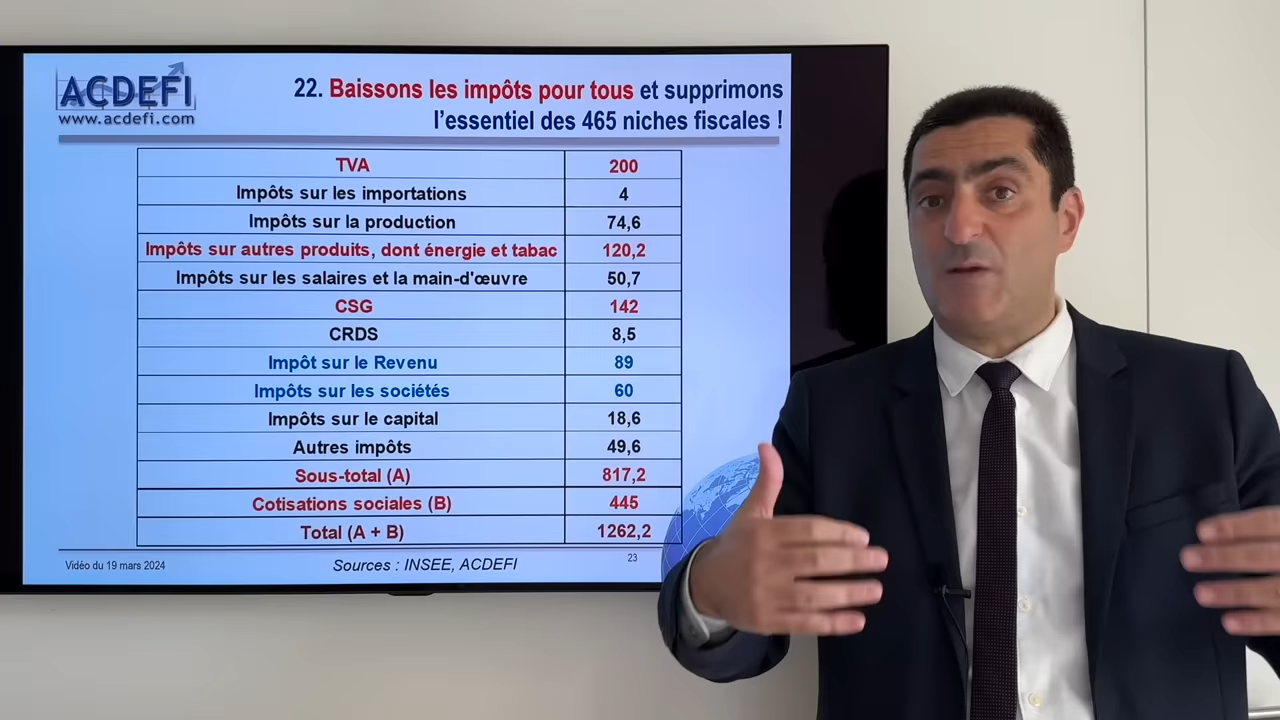 ACDEFI
www.acdefi.com
22. Baissons les impôts pour tous et supprimons
l'essentiel des 465 niches fiscales !
TVA 200
Impôts sur les importations 4
Impôts sur la production 74,6
Impôts sur autres produits, dont énergie et tabac 120,2
Impôts sur les salaires et la main-d'œuvre 50,7
CSG 142
CRDS 8,5
Impôt sur le Revenu 89
Impôts sur les sociétés 60
Impôts sur le capital 18,6
Autres impôts 49,6
Sous-total (A) 817,2
Cotisations sociales (B) 445
Total (A + B) 1262,2
Vidéo du 19 mars 2024 Sources : INSEE, ACDEFI 23